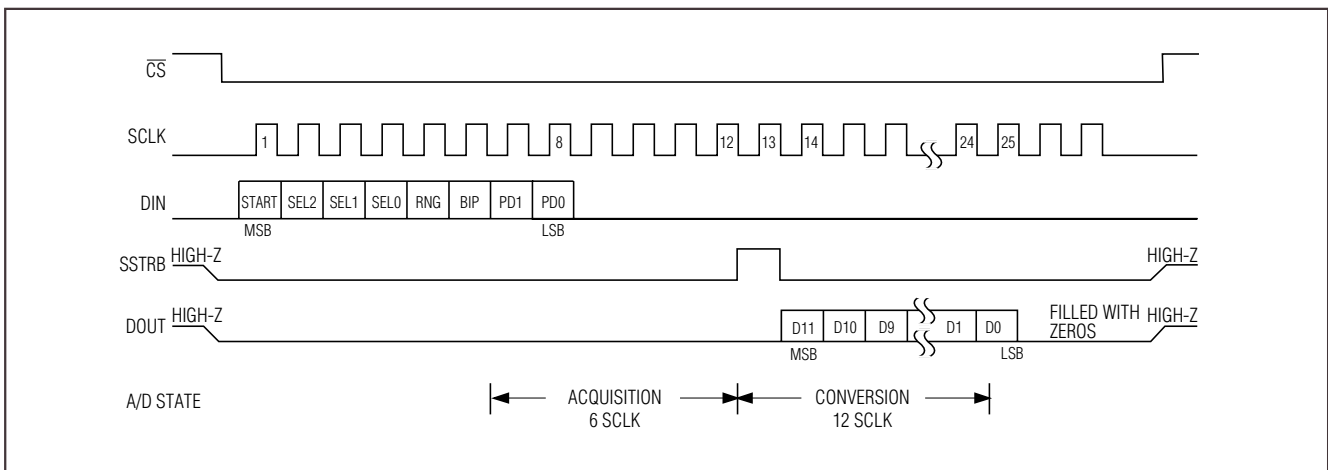 CS
SCLK 1 8 12 13 14 24 25
DIN START SEL2 SEL1 SEL0 RNG BIP PD1 PD0
MSB LSB
SSTRB HIGH-Z HIGH-Z
DOUT HIGH-Z D11 D10 D9 D1 D0 FILLED WITH ZEROS HIGH-Z
MSB LSB
A/D STATE ACQUISITION CONVERSION
6 SCLK 12 SCLK